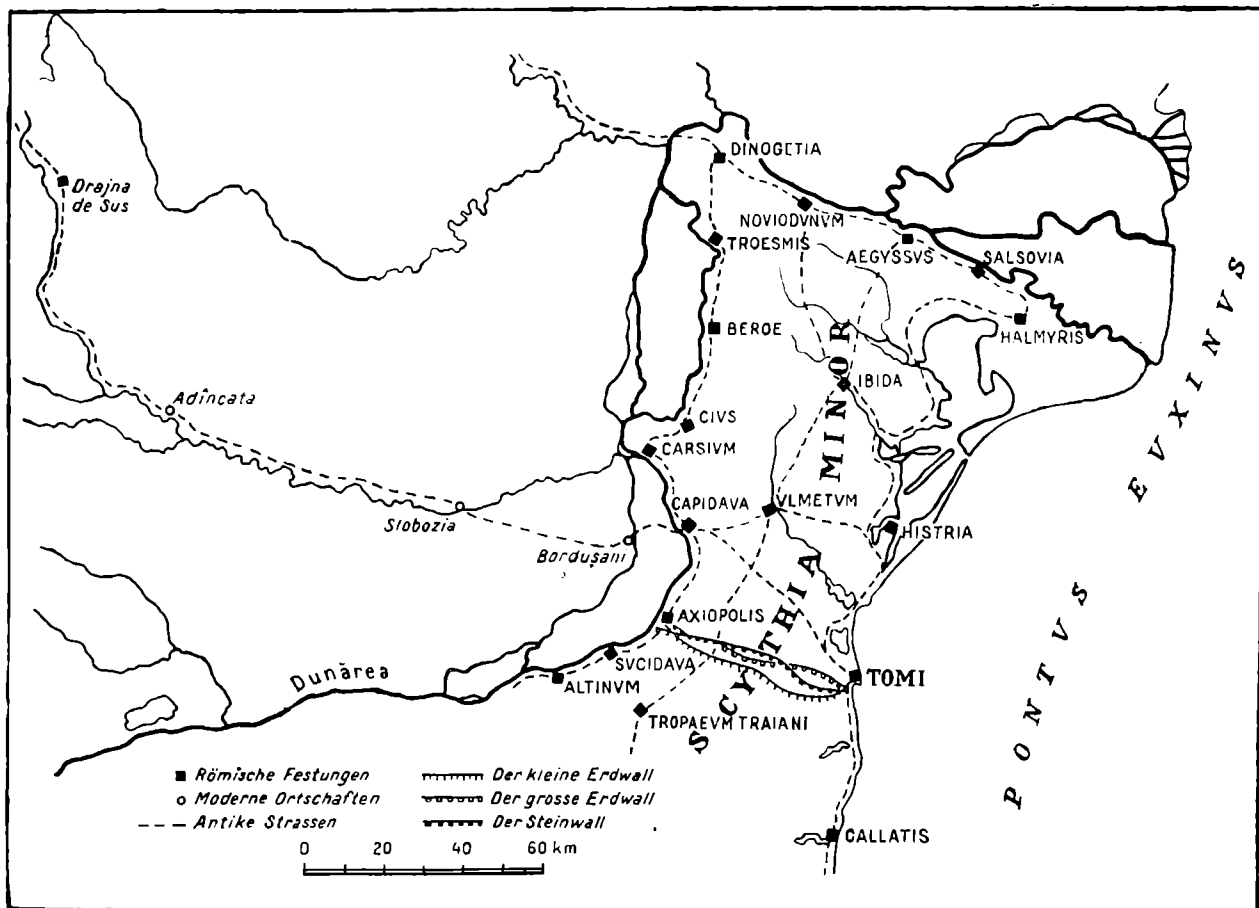 DINOGETIA
Drajna
de Sus
NOVIODVNVM
TROESMIS
AEGYSSVS
SALSOVIA
BEROE
HALMYRIS
IBIDA
Adîncata
CIVS
CARSIVM
CAPIDAVA
VLMETVM
Slobozia
HISTRIA
Bordușani
AXIOPOLIS
SVCIDAVA
TOMI
Dunărea
ALTINVM
TROPAEVM TRAIANI
SCYTHIA MINOR
PONTVS EVXINVS
Römische Festungen
Moderne Ortschaften
Antike Strassen
Der kleine Erdwall
Der grosse Erdwall
Der Steinwall
CALLATIS
0 20 40 60 km